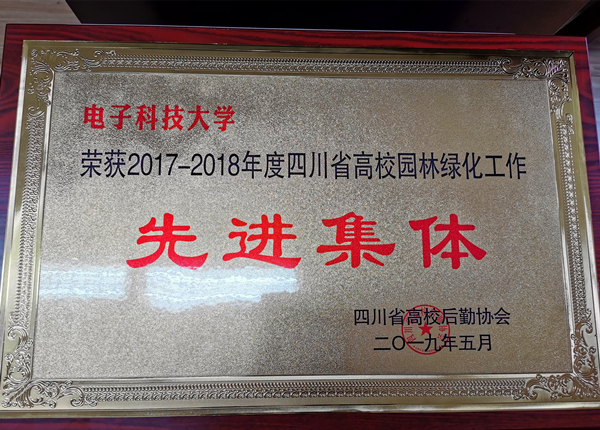 电子科技大学
荣获2017-2018年度四川省高校园林绿化工作
先进集体
四川省高校后勤协会
二〇一九年五月